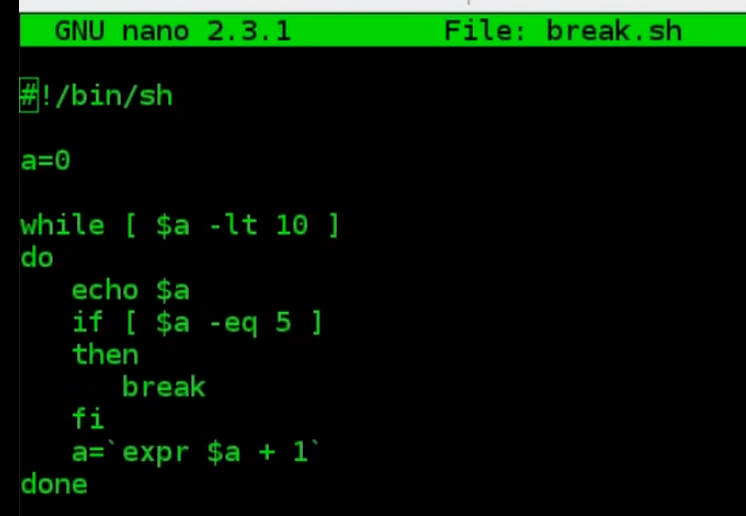 GNU nano 2.3.1 File: break.sh
#!/bin/sh
a=0
while [ $a -lt 10 ]
do
   echo $a
   if [ $a -eq 5 ]
   then
      break
   fi
   a=`expr $a + 1`
done